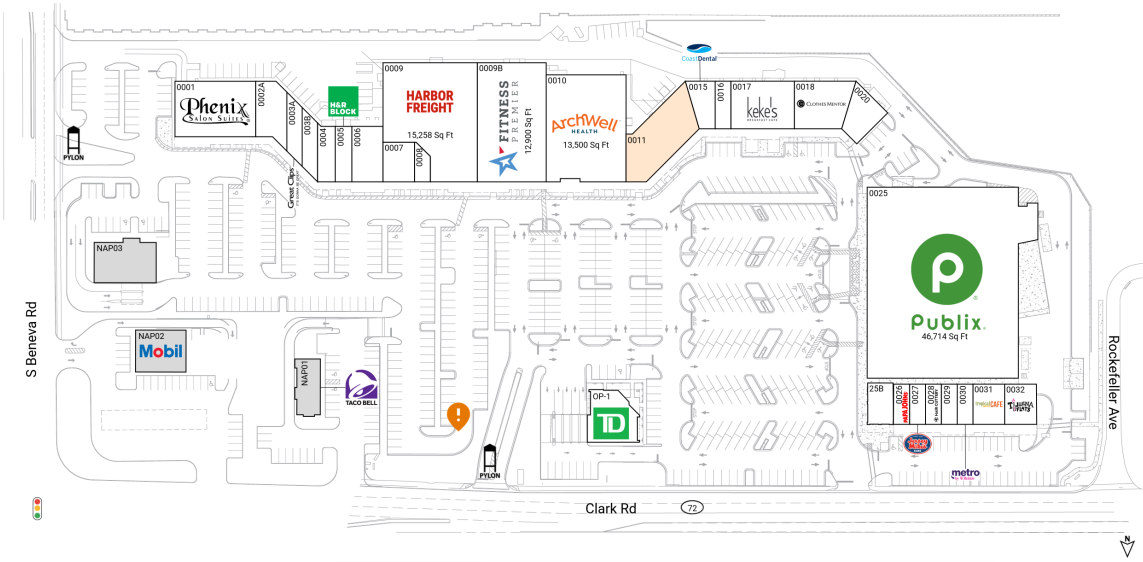 CoastDental
0001
Phenix
SALON SUITES
0002A
0003A
003B
0004
0005
0006
H&R
BLOCK
0009
HARBOR
FREIGHT
15,258 Sq Ft
0007
0008
0009B
FITNESS
PREMIER
12,900 Sq Ft
0010
ArchWell
HEALTH
13,500 Sq Ft
0011
0015
0016
0017
keke's
BREAKFAST CAFE
0018
CLOTHES MENTOR
0020
PYLON
Great Clips
0025
Publix
46,714 Sq Ft
NAP03
NAP02
Mobil
NAP01
TACO BELL
OP-1
TD
PYLON
25B
0026
0027
0028
0029
0030
0031
0032
CAFE
metro
S Beneva Rd
Rockefeller Ave
Clark Rd
72
N